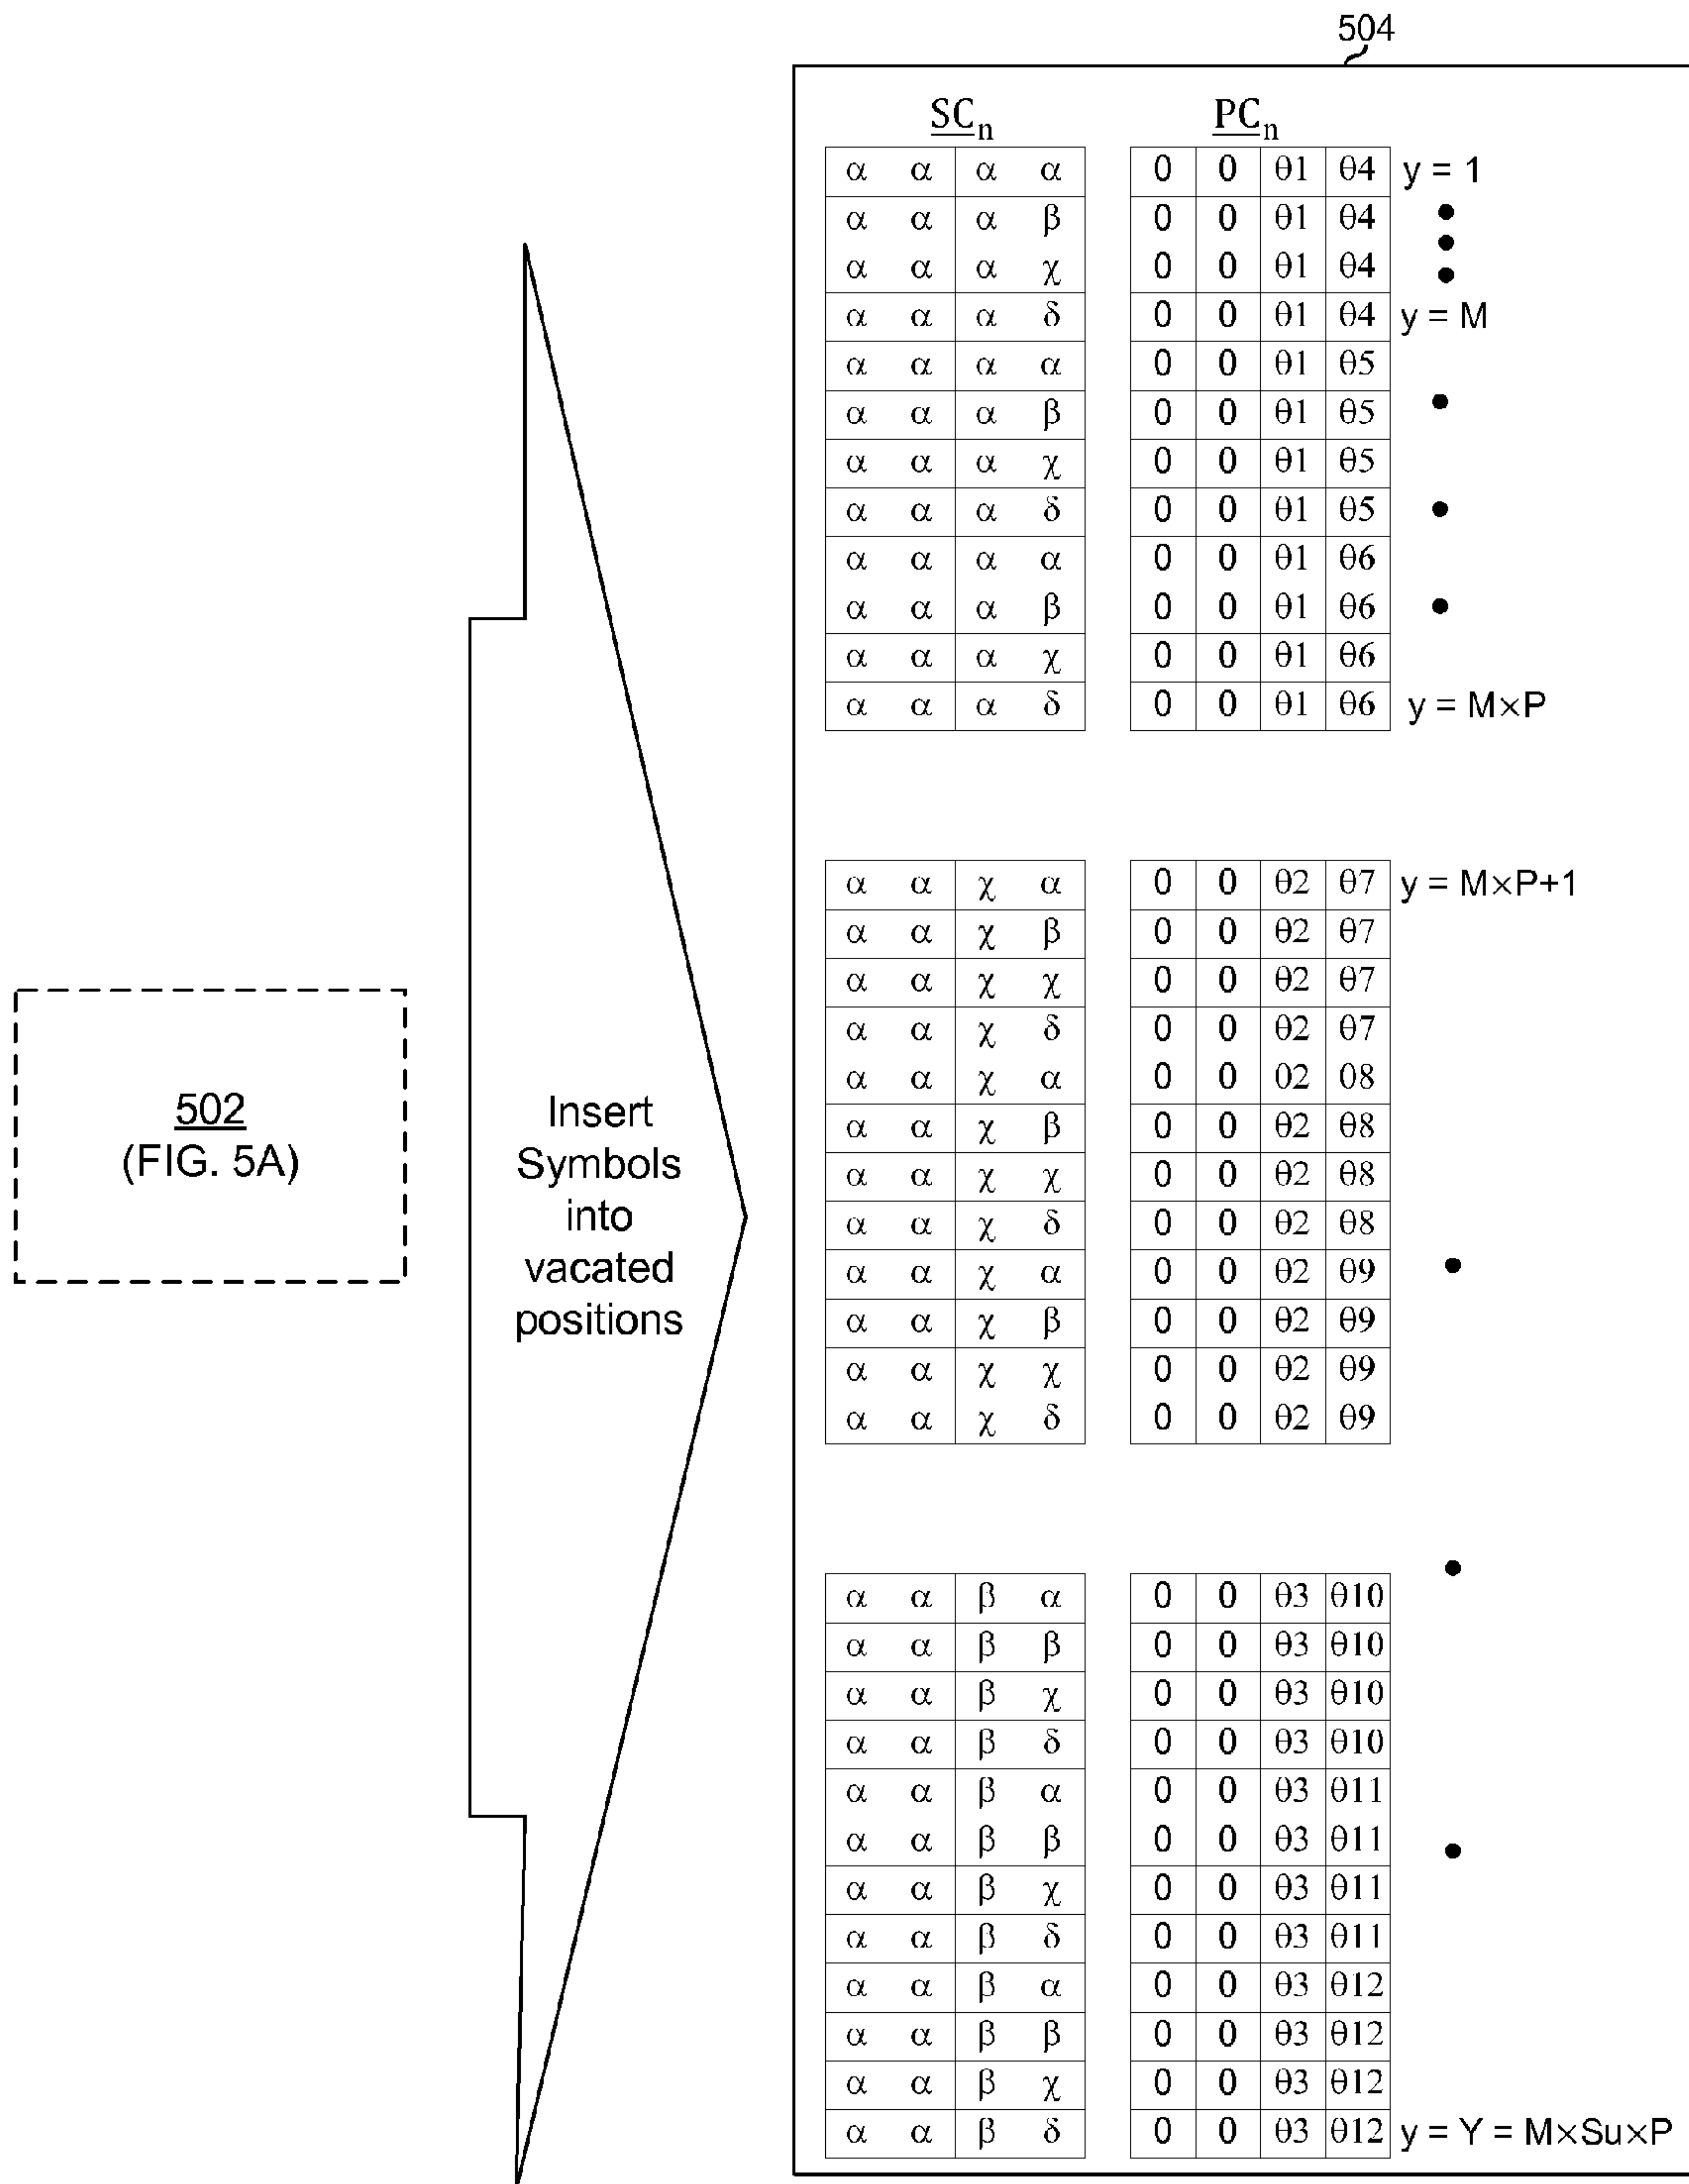 504
SCn PCn
α α α α 0 0 θ1 θ4 y = 1
α α α β 0 0 θ1 θ4
α α α χ 0 0 θ1 θ4
α α α δ 0 0 θ1 θ4 y = M
α α α α 0 0 θ1 θ5
α α α β 0 0 θ1 θ5
α α α χ 0 0 θ1 θ5
α α α δ 0 0 θ1 θ5
α α α α 0 0 θ1 θ6
α α α β 0 0 θ1 θ6
α α α χ 0 0 θ1 θ6
α α α δ 0 0 θ1 θ6 y = M×P
α α χ α 0 0 θ2 θ7 y = M×P+1
α α χ β 0 0 θ2 θ7
α α χ χ 0 0 θ2 θ7
α α χ δ 0 0 θ2 θ7
α α χ α 0 0 θ2 θ8
α α χ β 0 0 θ2 θ8
α α χ χ 0 0 θ2 θ8
α α χ δ 0 0 θ2 θ8
α α χ α 0 0 θ2 θ9
α α χ β 0 0 θ2 θ9
α α χ χ 0 0 θ2 θ9
α α χ δ 0 0 θ2 θ9
α α β α 0 0 θ3 θ10
α α β β 0 0 θ3 θ10
α α β χ 0 0 θ3 θ10
α α β δ 0 0 θ3 θ10
α α β α 0 0 θ3 θ11
α α β β 0 0 θ3 θ11
α α β χ 0 0 θ3 θ11
α α β δ 0 0 θ3 θ11
α α β α 0 0 θ3 θ12
α α β β 0 0 θ3 θ12
α α β χ 0 0 θ3 θ12
α α β δ 0 0 θ3 θ12 y = Y = M×Su×P
502
(FIG. 5A)
Insert
Symbols
into
vacated
positions